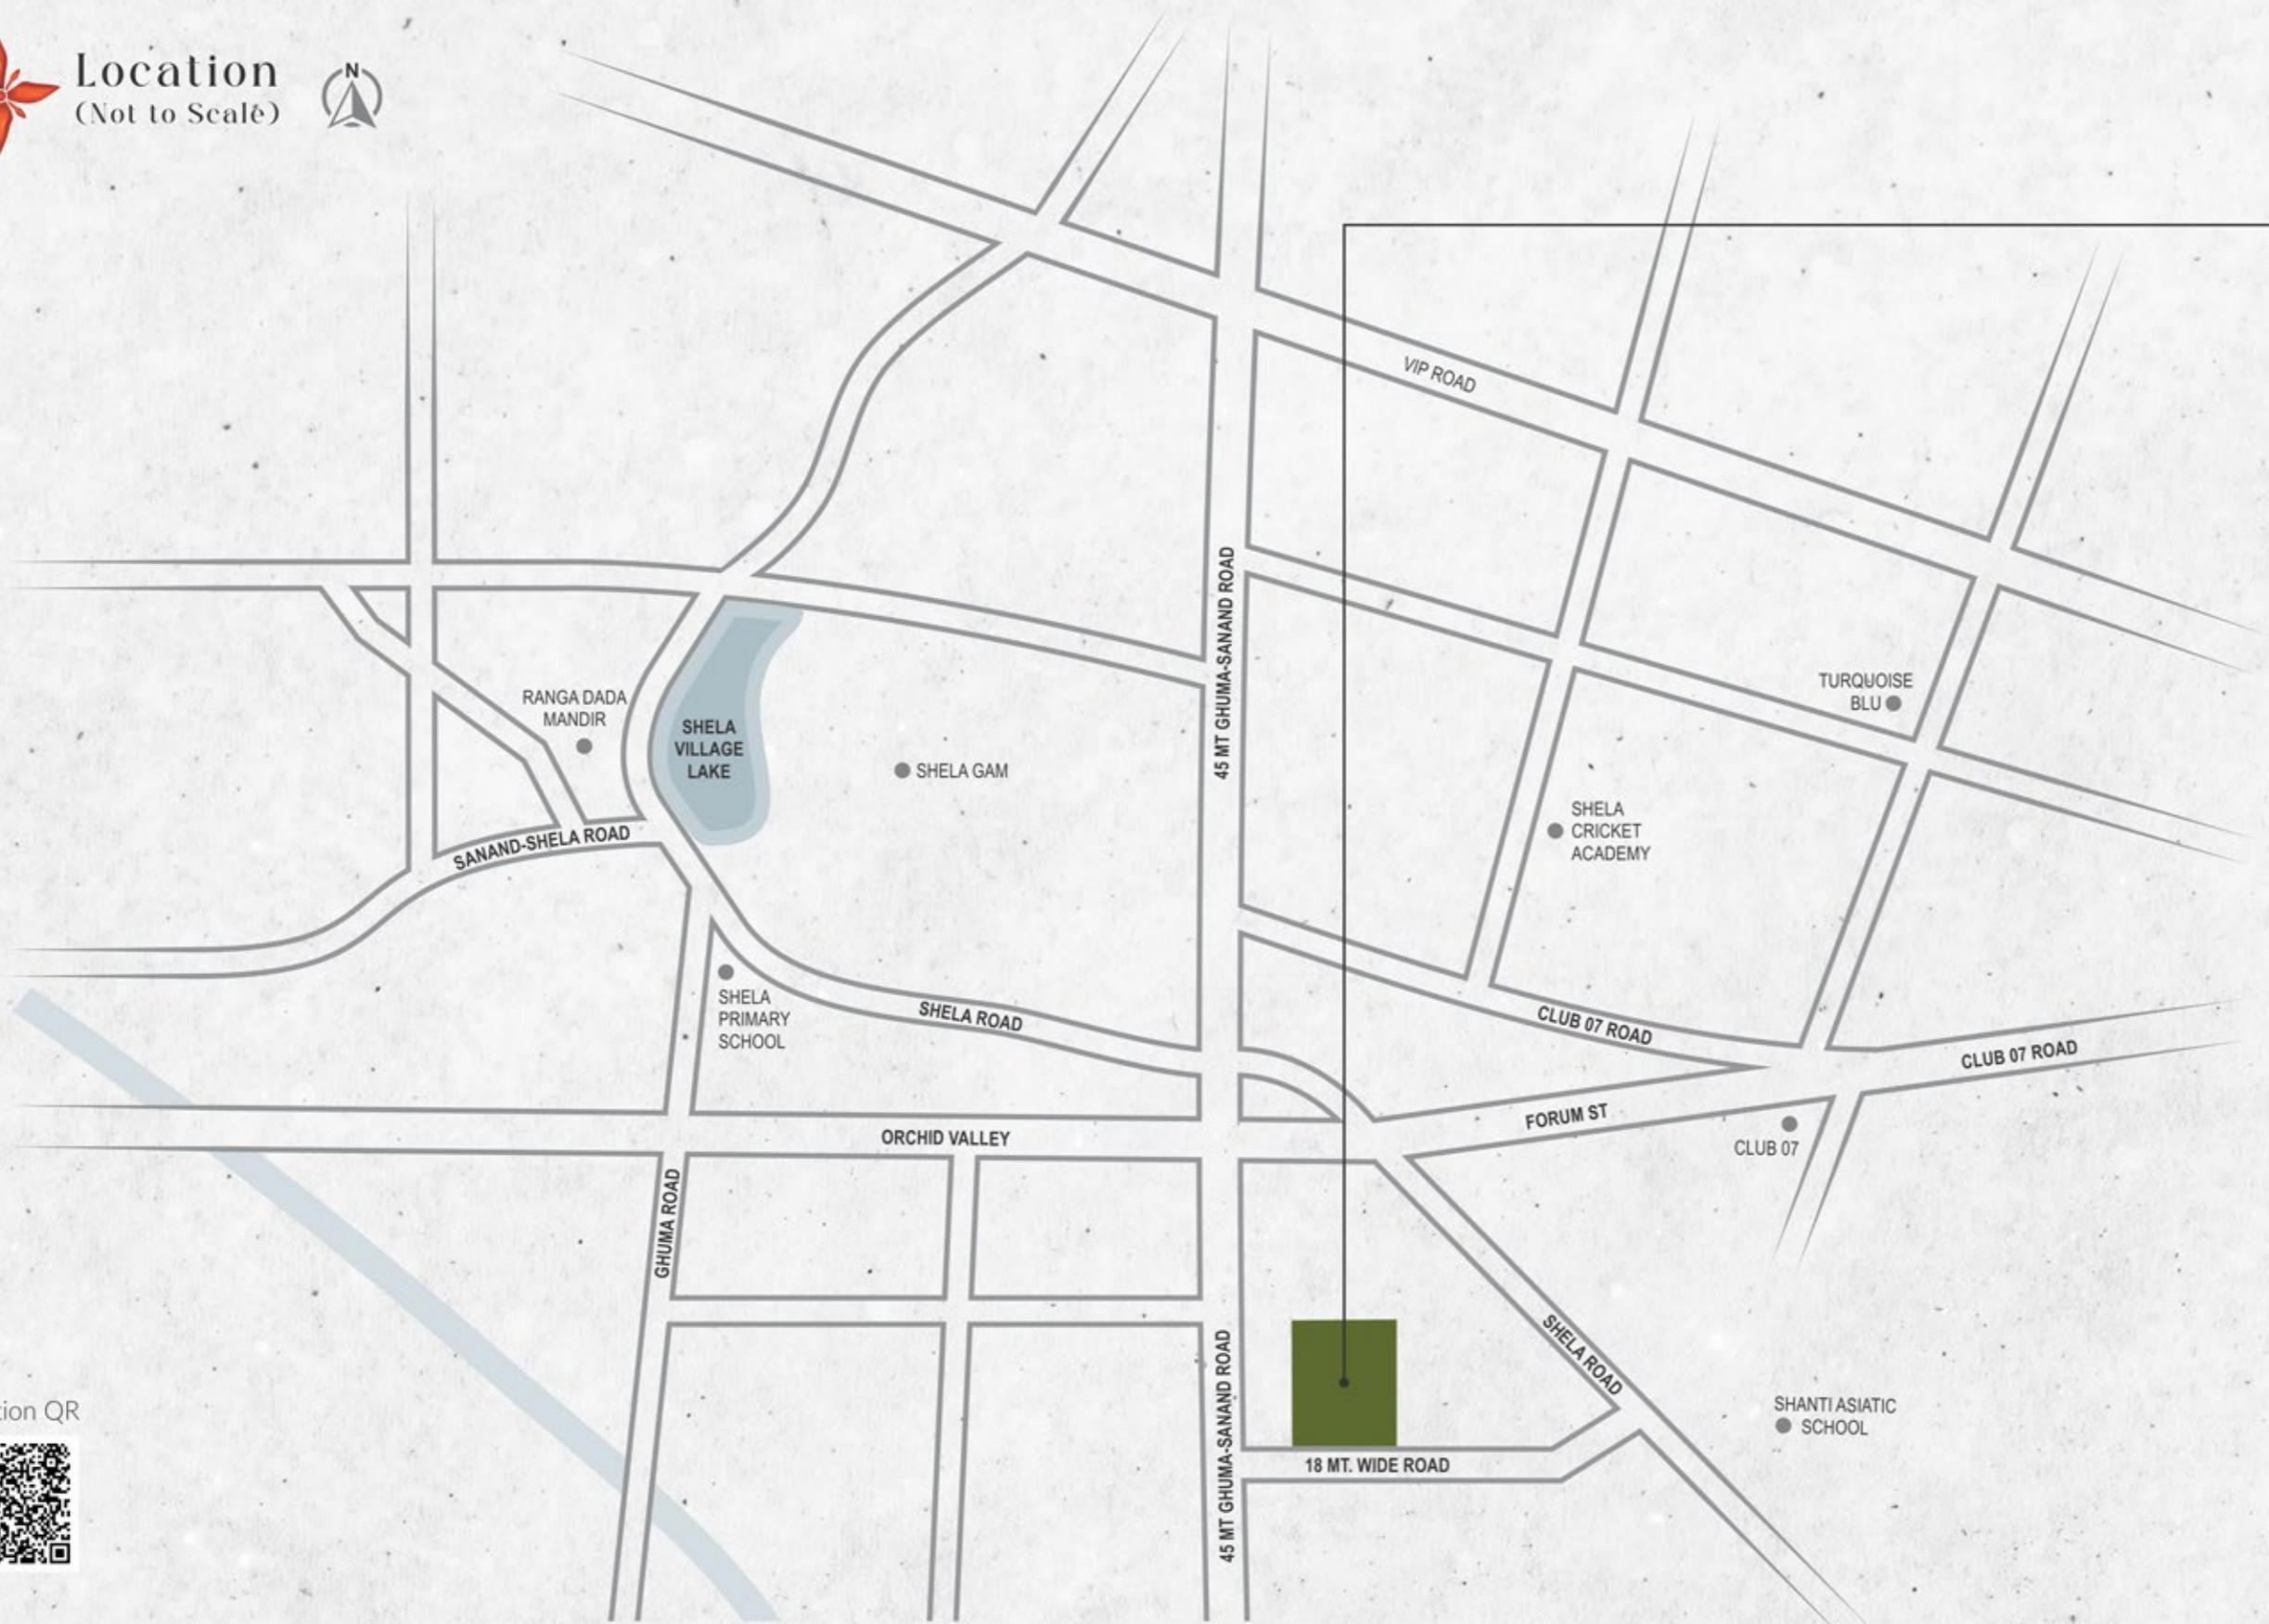 Location
(Not to Scale)
N
VIP ROAD
45 MT GHUMA-SANAND ROAD
RANGA DADA
MANDIR
SHELA
VILLAGE
LAKE
SHELA GAM
TURQUOISE
BLU
SHELA
CRICKET
ACADEMY
SANAND-SHELA ROAD
SHELA
PRIMARY
SCHOOL
SHELA ROAD
CLUB 07 ROAD
CLUB 07 ROAD
FORUM ST
CLUB 07
ORCHID VALLEY
GHUMA ROAD
SHELA ROAD
45 MT GHUMA-SANAND ROAD
SHANTI ASIATIC
SCHOOL
18 MT. WIDE ROAD
QR